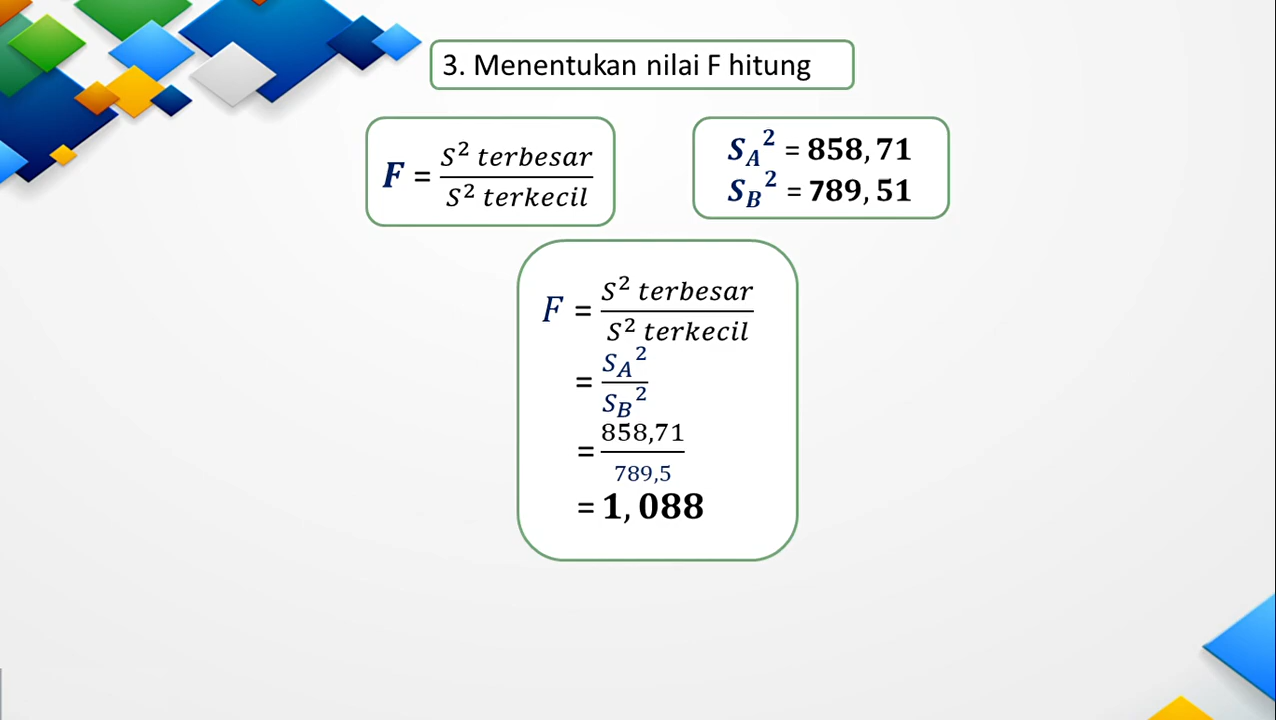 3. Menentukan nilai F hitung
F = S² terbesar / S² terkecil
S_A² = 858,71
S_B² = 789,51
F = S² terbesar / S² terkecil
= S_A² / S_B²
= 858,71 / 789,5
= 1,088